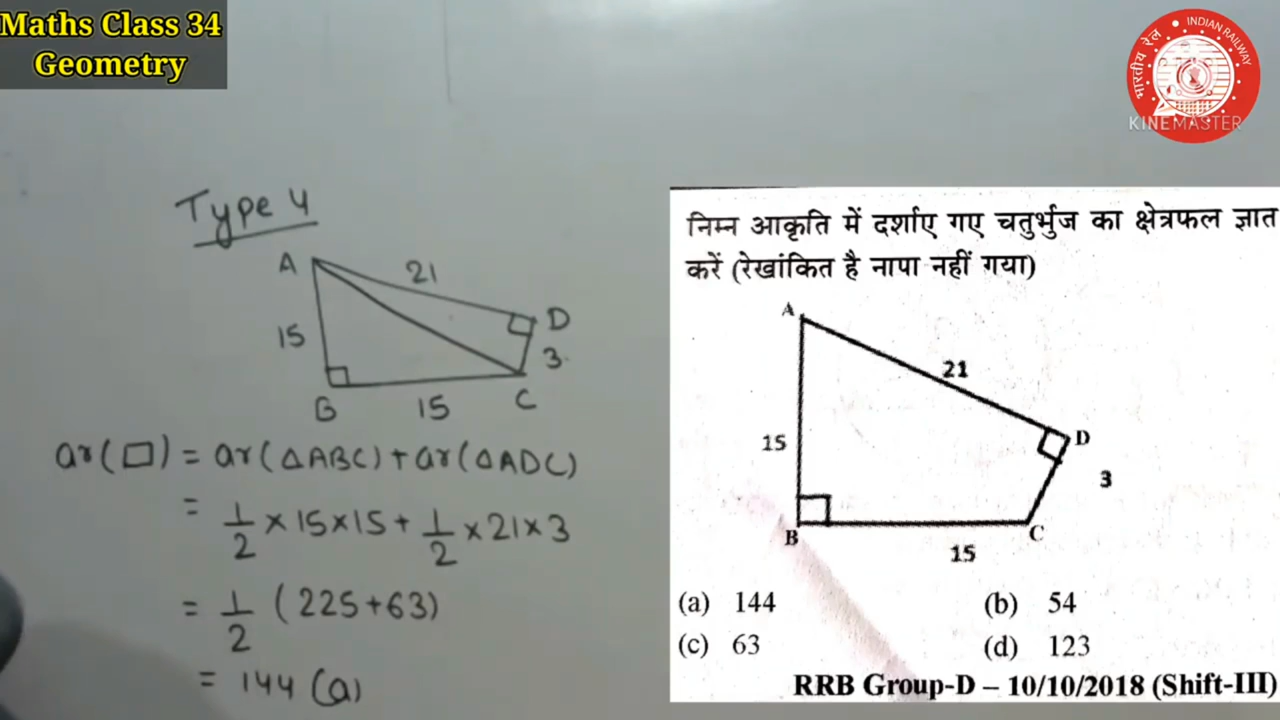 Maths Class 34
Geometry
भारतीय रेल • INDIAN RAILWAY
KINEMASTER
Type 4
A
21
D
15
3
B
15
C
ar(□) = ar(△ABC) + ar(△ADC)
= 1/2 × 15 × 15 + 1/2 × 21 × 3
= 1/2 (225+63)
= 144 (a)
निम्न आकृति में दर्शाए गए चतुर्भुज का क्षेत्रफल ज्ञात
करें (रेखांकित है नापा नहीं गया)
A
21
D
15
3
B
C
15
(a) 144 (b) 54
(c) 63 (d) 123
RRB Group-D – 10/10/2018 (Shift-III)